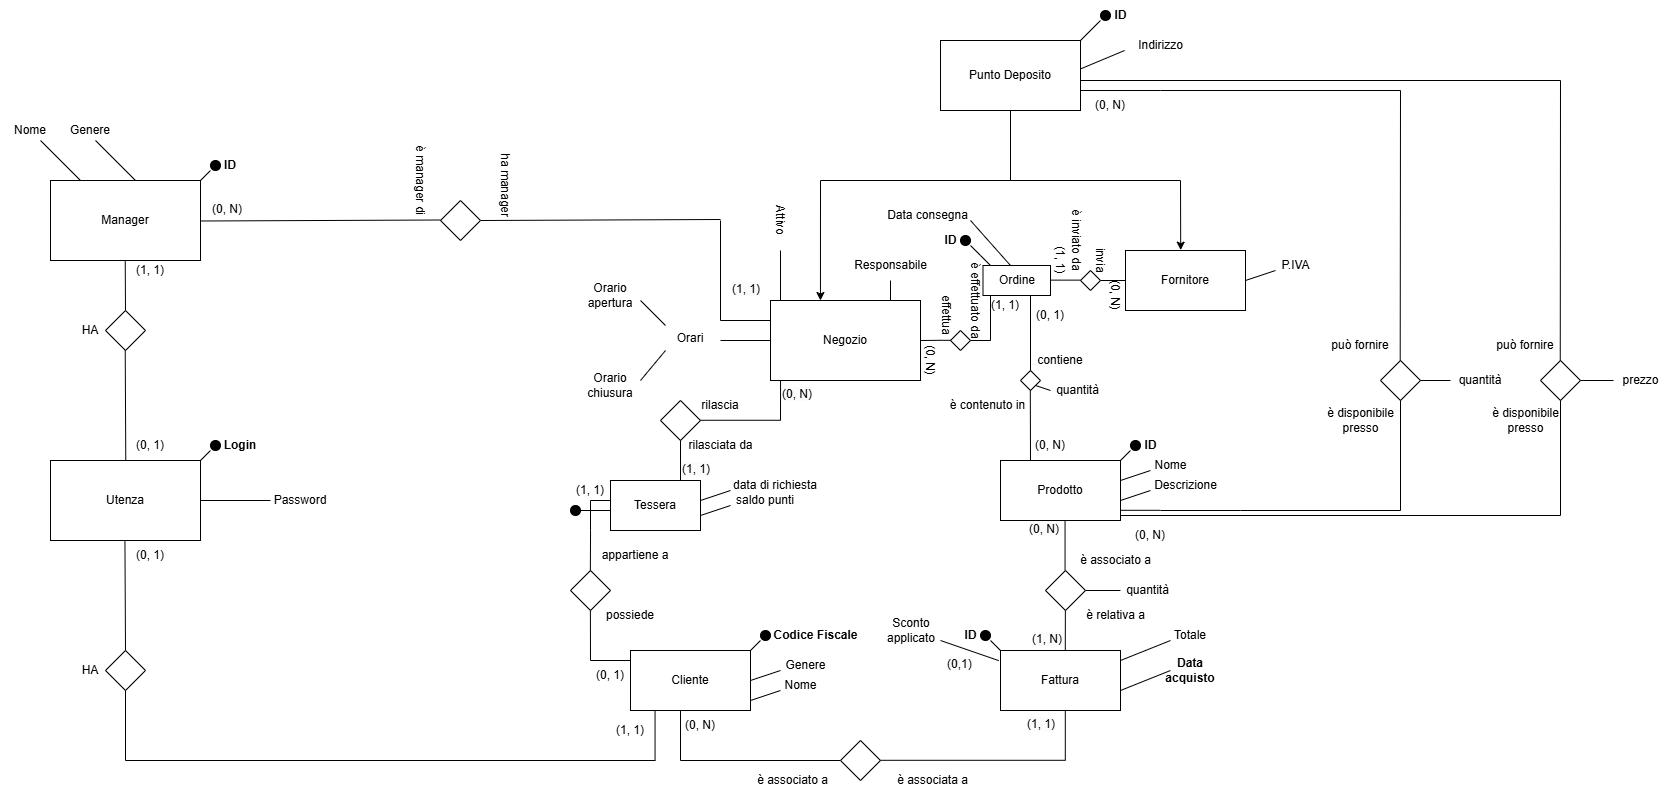 ID
Indirizzo
Punto Deposito
(0, N)
Nome
Genere
ID
Manager
(0, N)
è manager di
ha manager
(1, 1)
HA
(0, 1)
Login
Utenza
Password
(0, 1)
HA
Attivo
Responsabile
(1, 1)
Orario
apertura
Orari
Orario
chiusura
Negozio
(0, N)
(0, N)
effettua
è effettuato da
Data consegna
ID
Ordine
(1, 1)
(1, 1)
è inviato da
invia
(0, N)
Fornitore
P.IVA
(0, 1)
contiene
quantità
è contenuto in
(0, N)
può fornire
quantità
è disponibile
presso
può fornire
prezzo
è disponibile
presso
rilascia
rilasciata da
(1, 1)
(1, 1)
Tessera
data di richiesta
saldo punti
appartiene a
possiede
(0, 1)
Codice Fiscale
Cliente
Genere
Nome
(1, 1)
(0, N)
è associato a
è associata a
ID
Nome
Descrizione
Prodotto
(0, N)
(0, N)
è associato a
quantità
è relativa a
(1, N)
Sconto
applicato
(0,1)
ID
Fattura
Totale
Data
acquisto
(1, 1)